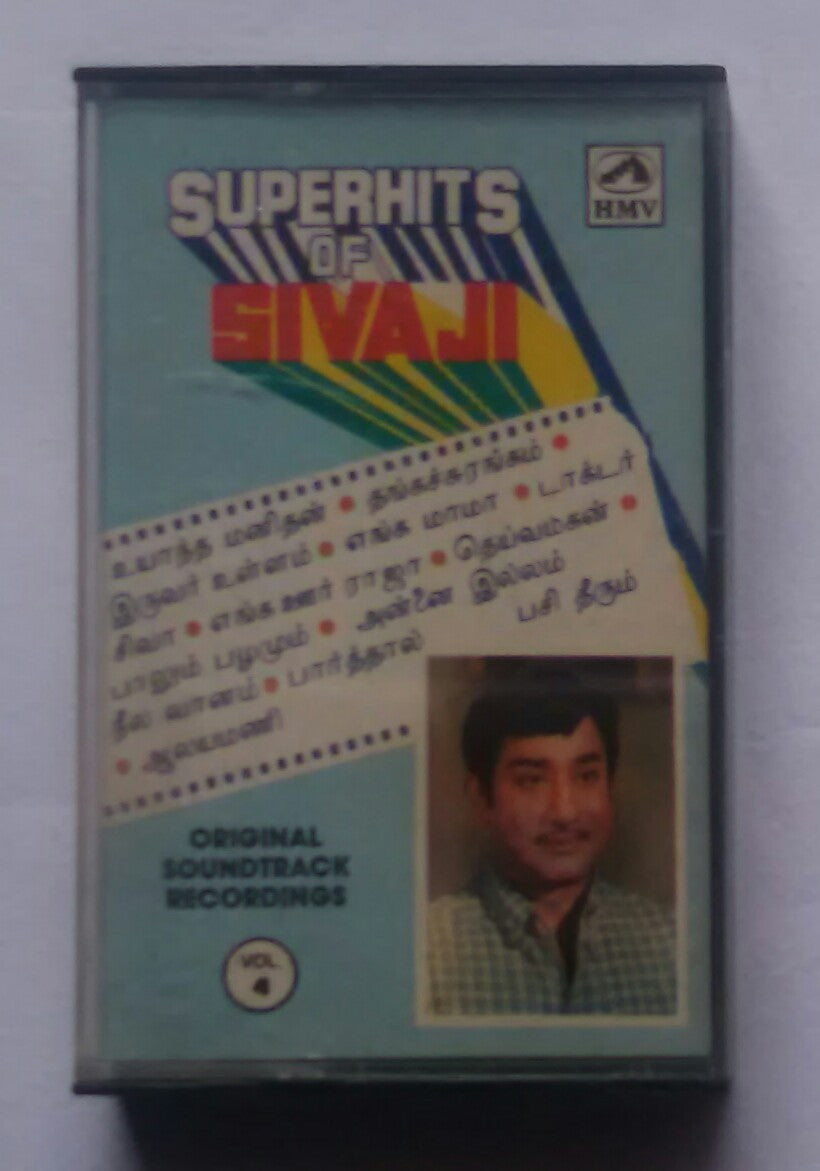 SUPERHITS
OF
SIVAJI
HMV
உயர்ந்த மனிதன் • தங்கச்சுரங்கம் •
இருவர் உள்ளம் • எங்க மாமா • டாக்டர்
சிவா • எங்க ஊர் ராஜா • தெய்வமகன் •
பாலும் பழமும் • அன்னை இல்லம்
நீல வானம் • பார்த்தால் பசி தீரும்
• ஆலயமணி
ORIGINAL
SOUNDTRACK
RECORDINGS
VOL.
4